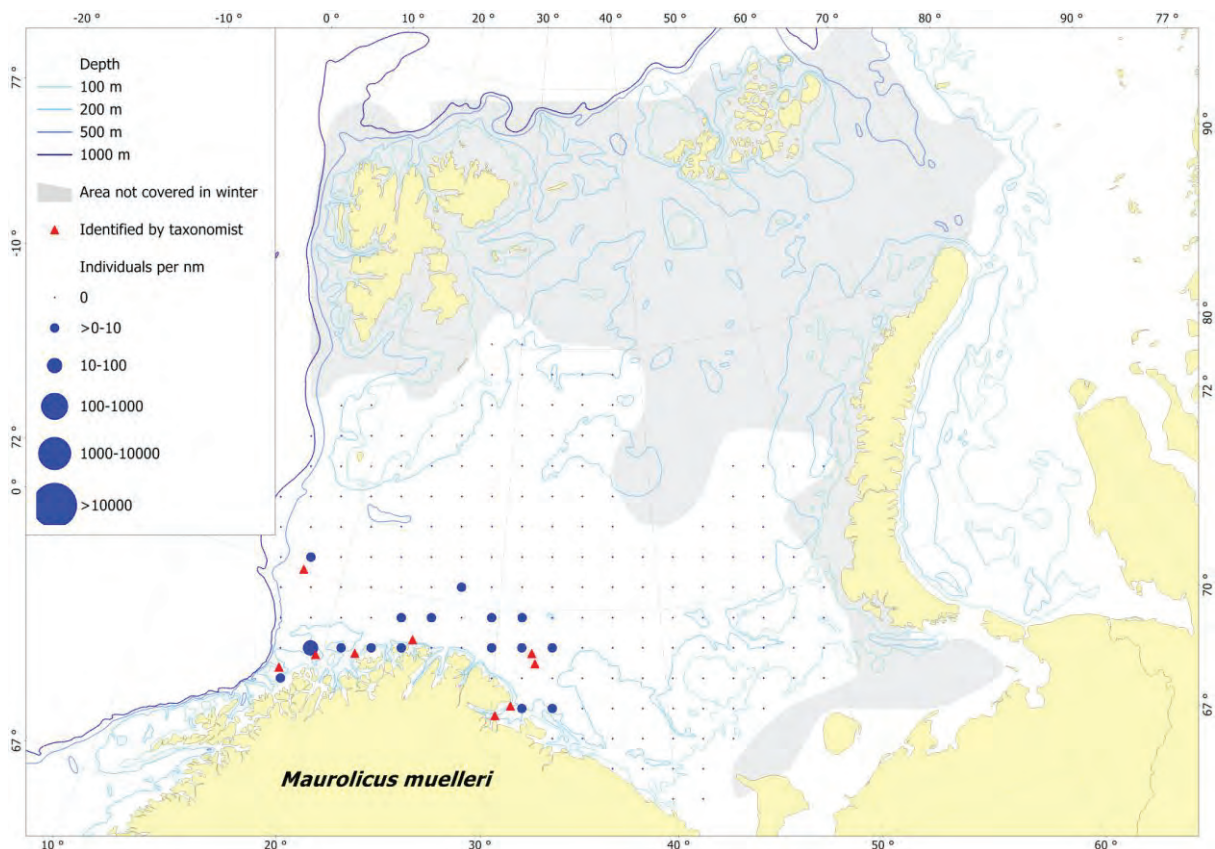 -20 ° -10 ° 0 ° 10 ° 20 ° 30 ° 40 ° 50 ° 60 ° 70 ° 80 ° 90 ° 77 °
Depth
100 m
200 m
500 m
1000 m
Area not covered in winter
Identified by taxonomist
Individuals per nm
0
>0-10
10-100
100-1000
1000-10000
>10000
77 °
-10 °
72 °
0 °
67 °
90 °
80 °
72 °
70 °
67 °
Maurolicus muelleri
10 ° 20 ° 30 ° 40 ° 50 ° 60 °